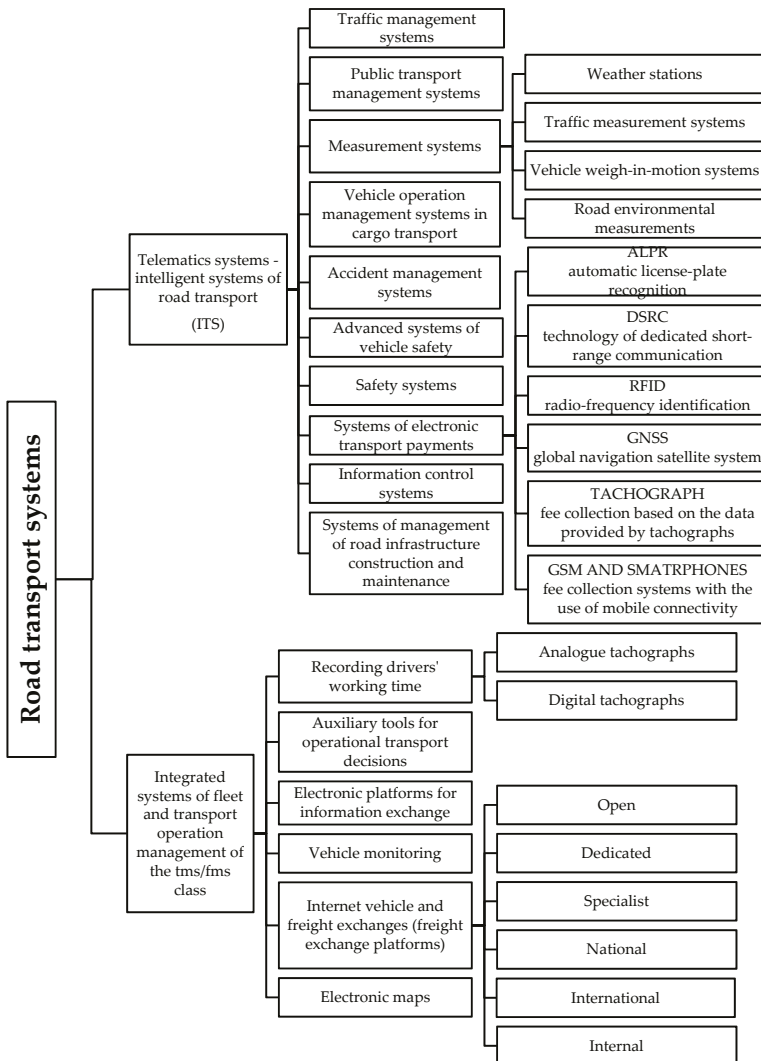 Road transport systems
Telematics systems -
intelligent systems of
road transport
(ITS)
Traffic management
systems
Public transport
management systems
Measurement systems
Weather stations
Traffic measurement systems
Vehicle weigh-in-motion systems
Road environmental
measurements
Vehicle operation
management systems in
cargo transport
Accident management
systems
Advanced systems of
vehicle safety
Safety systems
Systems of electronic
transport payments
ALPR
automatic license-plate
recognition
DSRC
technology of dedicated short-
range communication
RFID
radio-frequency identification
GNSS
global navigation satellite system
TACHOGRAPH
fee collection based on the data
provided by tachographs
GSM AND SMATRPHONES
fee collection systems with the
use of mobile connectivity
Information control
systems
Systems of management
of road infrastructure
construction and
maintenance
Integrated
systems of fleet
and transport
operation
management of
the tms/fms
class
Recording drivers'
working time
Analogue tachographs
Digital tachographs
Auxiliary tools for
operational transport
decisions
Electronic platforms for
information exchange
Vehicle monitoring
Internet vehicle and
freight exchanges (freight
exchange platforms)
Open
Dedicated
Specialist
National
International
Internal
Electronic maps